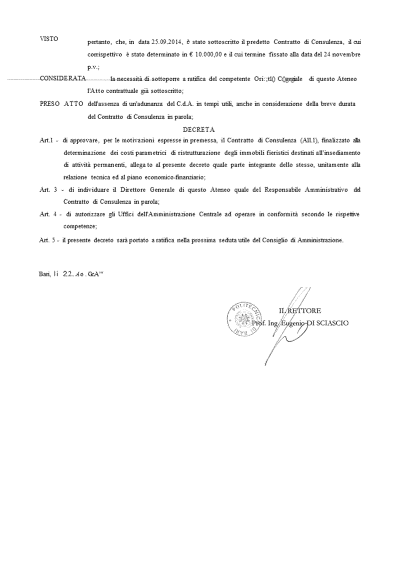 VISTO pertanto, che, in data 25.09.2014, è stato sottoscritto il predetto Contratto di Consulenza, il cui
corrispettivo è stato determinato in € 10.000,00 e il cui termine fissato alla data del 24 novembre
p.v.;
CONSIDERATA la necessità di sottoporre a ratifica del competente di questo Ateneo
l'Atto contrattuale già sottoscritto;
PRESO ATTO dell'assenza di un'adunanza del C.d.A. in tempi utili, anche in considerazione della breve durata
del Contratto di Consulenza in parola;
DECRETA
Art.1 - di approvare, per le motivazioni espresse in premessa, il Contratto di Consulenza (All.1), finalizzato alla
determinazione dei costi parametrici di ristrutturazione degli immobili fieristici destinati all'insediamento
di attività permanenti, allegato al presente decreto quale parte integrante dello stesso, unitamente alla
relazione tecnica ed al piano economico-finanziario;
Art. 3 - di individuare il Direttore Generale di questo Ateneo quale del Responsabile Amministrativo del
Contratto di Consulenza in parola;
Art. 4 - di autorizzare gli Uffici dell'Amministrazione Centrale ad operare in conformità secondo le rispettive
competenze;
Art. 5 - il presente decreto sarà portato a ratifica nella prossima seduta utile del Consiglio di Amministrazione.
Bari,
IL RETTORE
Prof. Ing. Eugenio DI SCIASCIO
POLITECNICO DI BARI